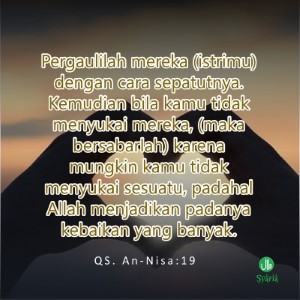 Pergaulilah mereka (istrimu)
dengan cara sepatutnya.
Kemudian bila kamu tidak
menyukai mereka, (maka
bersabarlah) karena
mungkin kamu tidak
menyukai sesuatu, padahal
Allah menjadikan padanya
kebaikan yang banyak.
QS. An-Nisa:19